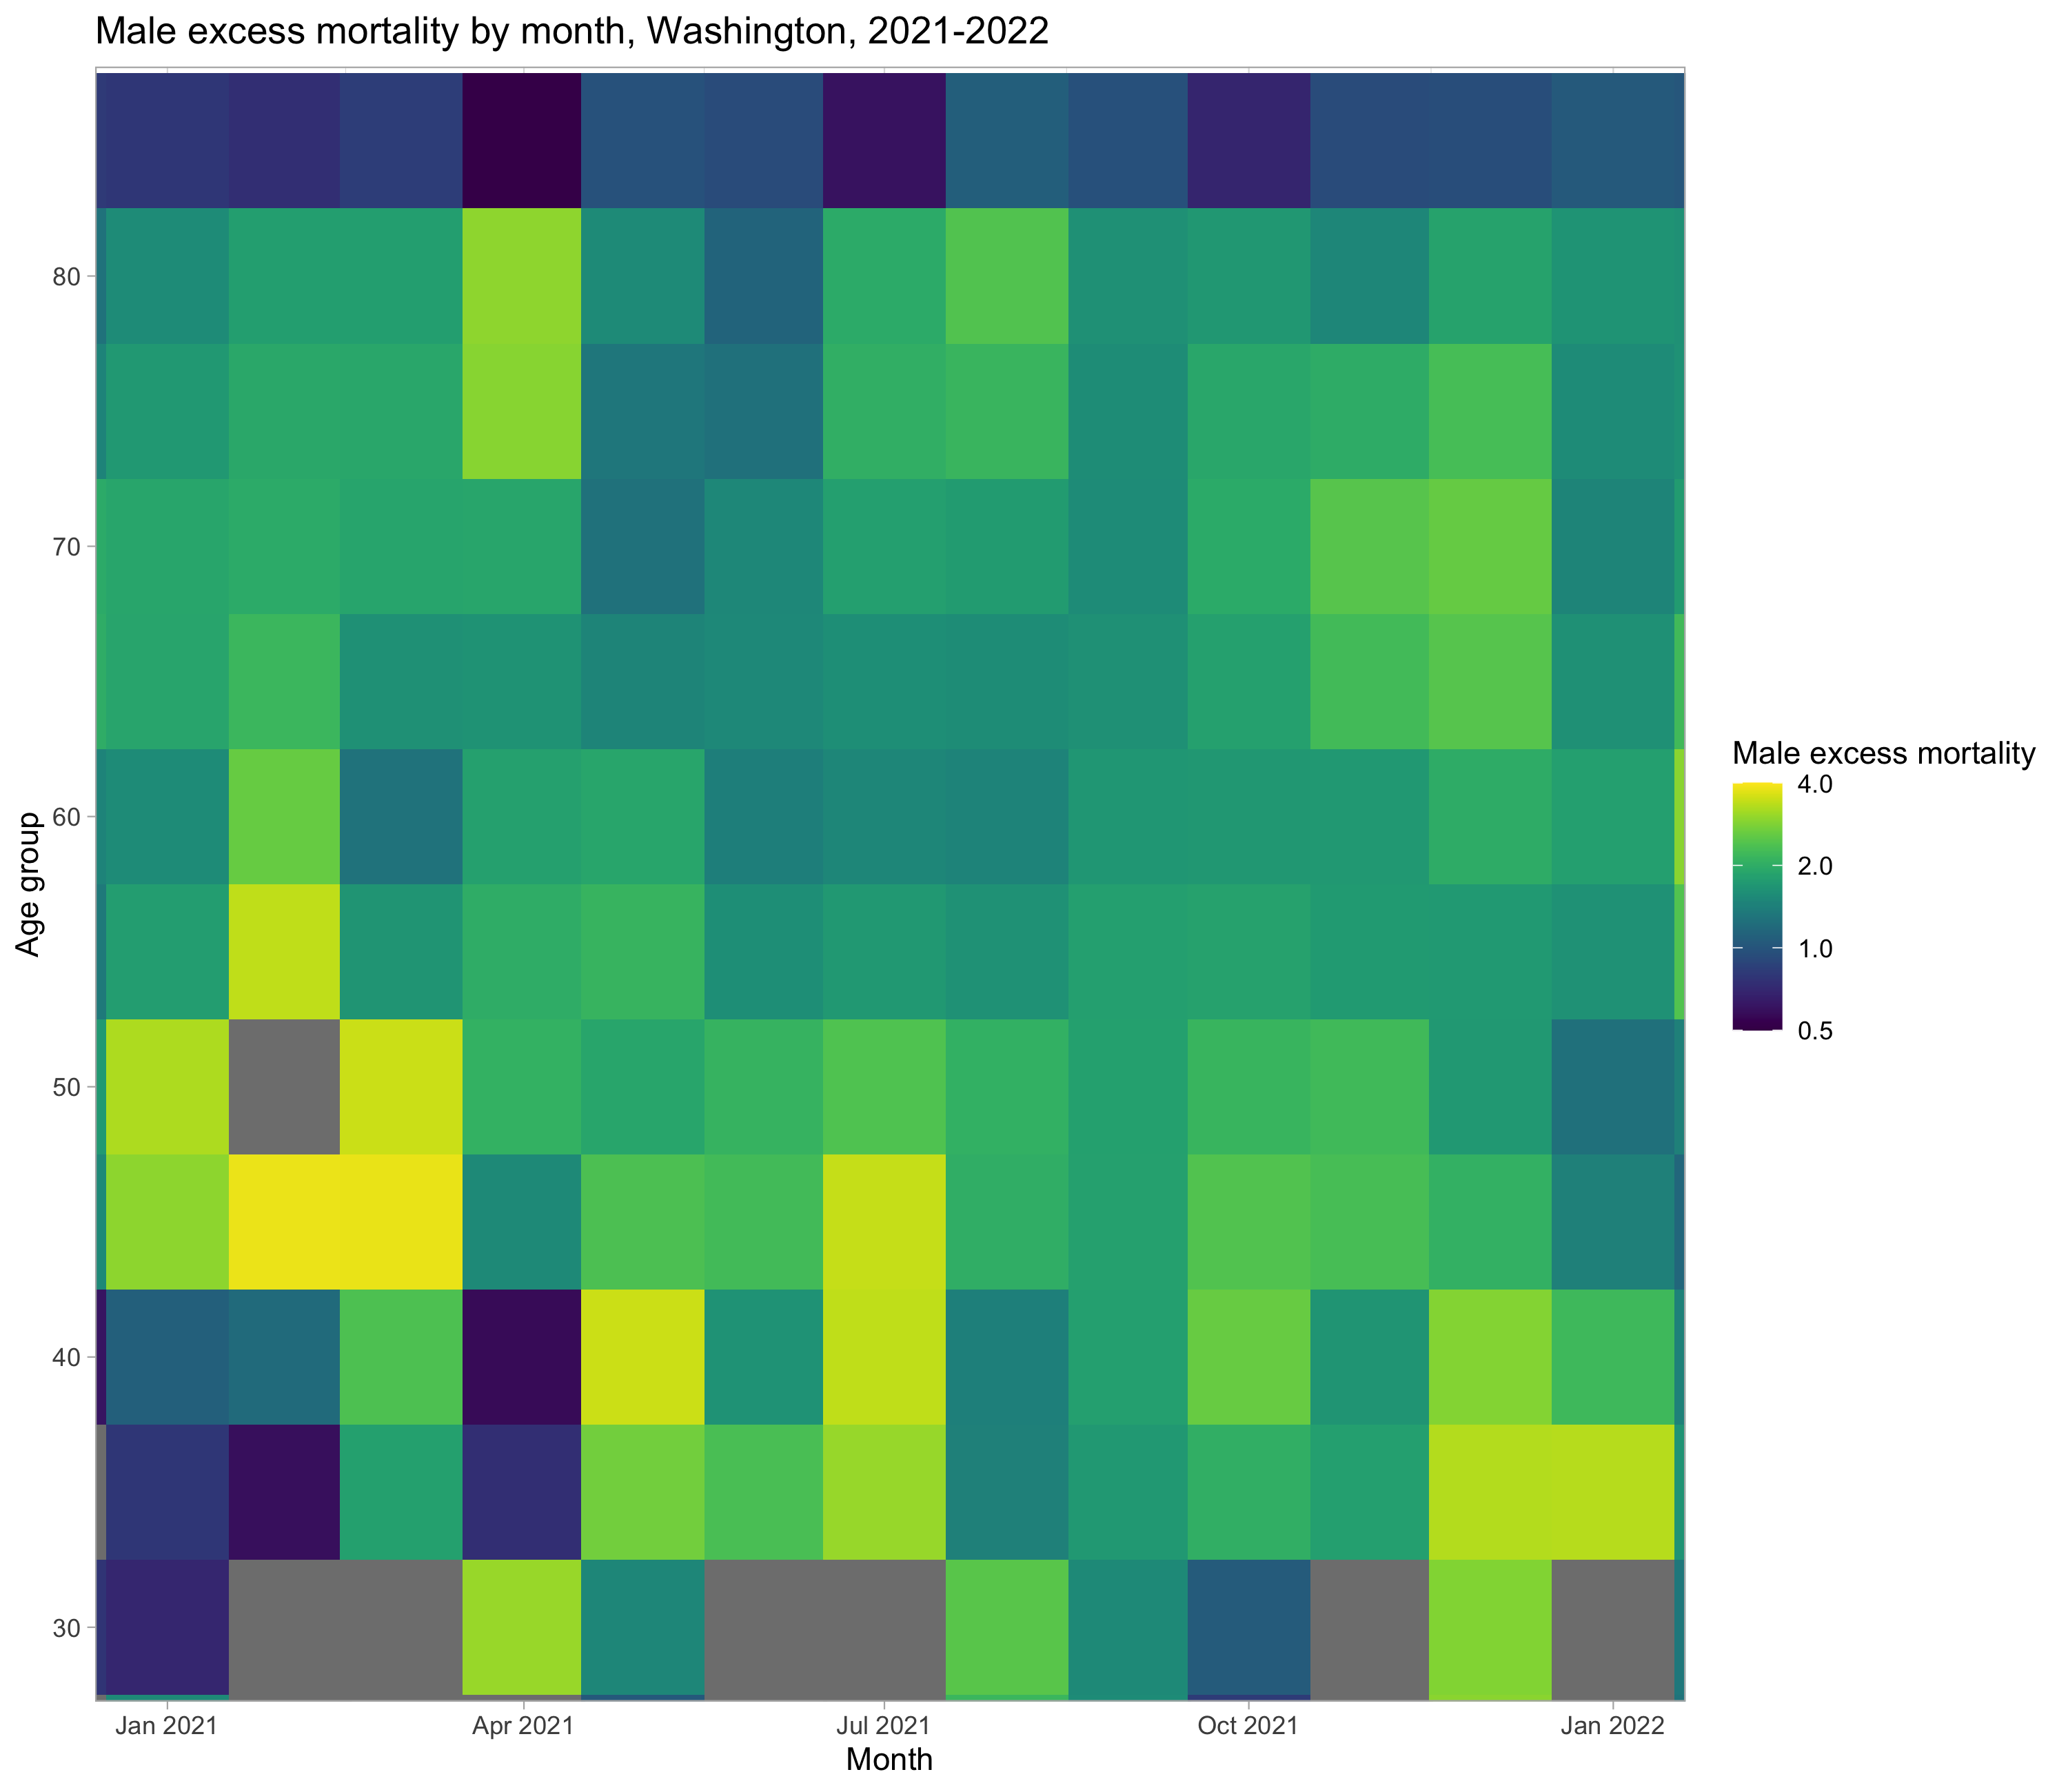 Male excess mortality by month, Washington, 2021-2022
80
70
60
50
40
30
Age group
Jan 2021
Apr 2021
Jul 2021
Oct 2021
Jan 2022
Month
Male excess mortality
4.0
2.0
1.0
0.5